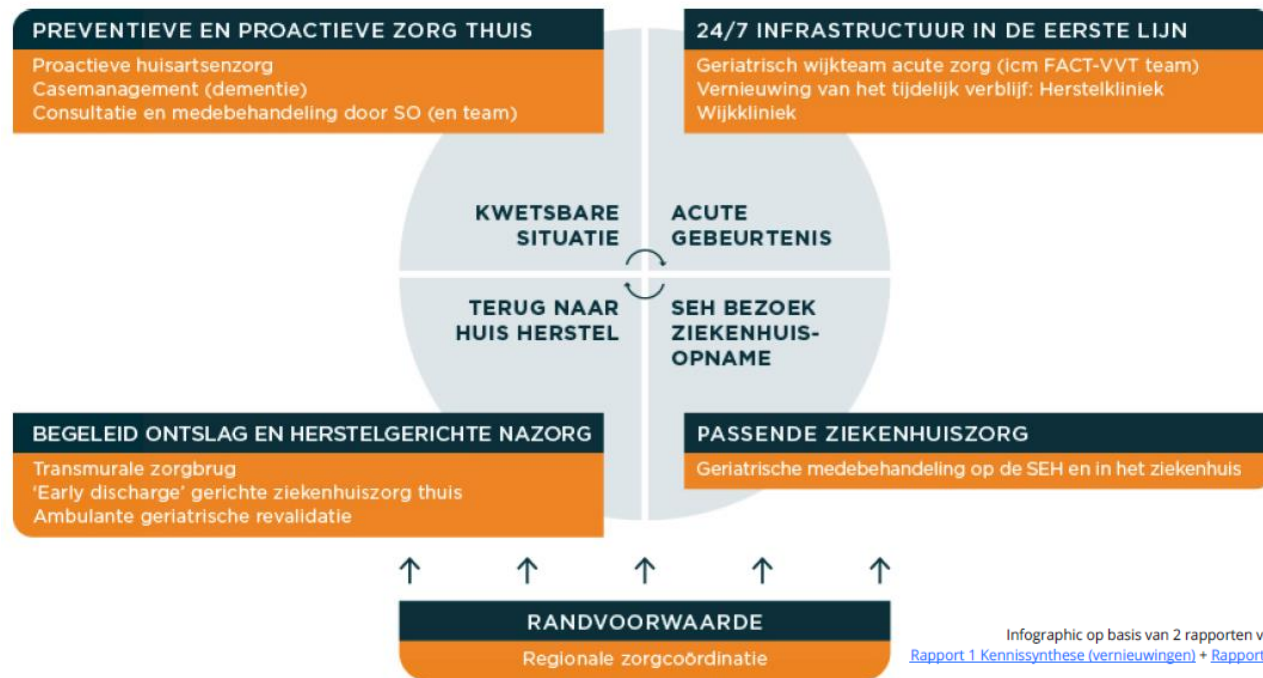 PREVENTIEVE EN PROACTIEVE ZORG THUIS
Proactieve huisartsenzorg
Casemanagement (dementie)
Consultatie en medebehandeling door SO (en team)
24/7 INFRASTRUCTUUR IN DE EERSTE LIJN
Geriatrisch wijkteam acute zorg (icm FACT-VVT team)
Vernieuwing van het tijdelijk verblijf: Herstelkliniek
Wijkkliniek
KWETSBARE
SITUATIE
ACUTE
GEBEURTENIS
TERUG NAAR
HUIS HERSTEL
SEH BEZOEK
ZIEKENHUIS-
OPNAME
BEGELEID ONTSLAG EN HERSTELGERICHTE NAZORG
Transmurale zorgbrug
‘Early discharge’ gerichte ziekenhuiszorg thuis
Ambulante geriatrische revalidatie
PASSENDE ZIEKENHUISZORG
Geriatrische medebehandeling op de SEH en in het ziekenhuis
RANDVOORWAARDE
Regionale zorgcoördinatie
Infographic op basis van 2 rapporten v
Rapport 1 Kennissynthese (vernieuwingen) + Rapport